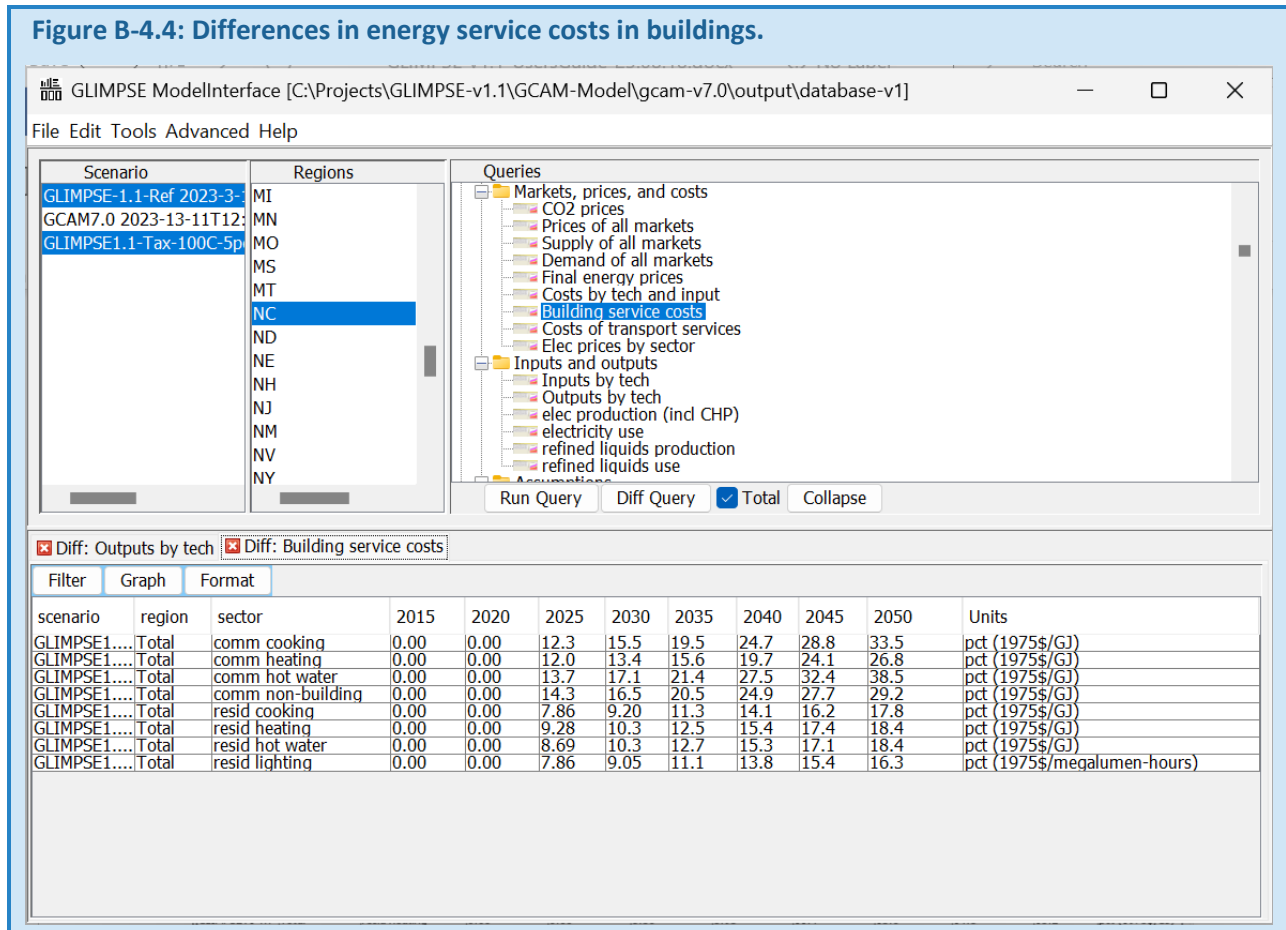 Figure B-4.4: Differences in energy service costs in buildings.
GLIMPSE ModelInterface [C:\Projects\GLIMPSE-v1.1\GCAM-Model\gcam-v7.0\output\database-v1]
File Edit Tools Advanced Help
Scenario
GLIMPSE-1.1-Ref 2023-3-1
GCAM7.0 2023-13-11T12:
GLIMPSE1.1-Tax-100C-5p
Regions
MI
MN
MO
MS
MT
NC
ND
NE
NH
NJ
NM
NV
NY
Queries
Markets, prices, and costs
CO2 prices
Prices of all markets
Supply of all markets
Demand of all markets
Final energy prices
Costs by tech and input
Building service costs
Costs of transport services
Elec prices by sector
Inputs and outputs
Inputs by tech
Outputs by tech
elec production (incl CHP)
electricity use
refined liquids production
refined liquids use
Assumptions
Run Query Diff Query Total Collapse
Diff: Outputs by tech Diff: Building service costs
Filter Graph Format
scenario region sector 2015 2020 2025 2030 2035 2040 2045 2050 Units
GLIMPSE1.... Total comm cooking 0.00 0.00 12.3 15.5 19.5 24.7 28.8 33.5 pct (1975$/GJ)
GLIMPSE1.... Total comm heating 0.00 0.00 12.0 13.4 15.6 19.7 24.1 26.8 pct (1975$/GJ)
GLIMPSE1.... Total comm hot water 0.00 0.00 13.7 17.1 21.4 27.5 32.4 38.5 pct (1975$/GJ)
GLIMPSE1.... Total comm non-building 0.00 0.00 14.3 16.5 20.5 24.9 27.7 29.2 pct (1975$/GJ)
GLIMPSE1.... Total resid cooking 0.00 0.00 7.86 9.20 11.3 14.1 16.2 17.8 pct (1975$/GJ)
GLIMPSE1.... Total resid heating 0.00 0.00 9.28 10.3 12.5 15.4 17.4 18.4 pct (1975$/GJ)
GLIMPSE1.... Total resid hot water 0.00 0.00 8.69 10.3 12.7 15.3 17.1 18.4 pct (1975$/GJ)
GLIMPSE1.... Total resid lighting 0.00 0.00 7.86 9.05 11.1 13.8 15.4 16.3 pct (1975$/megalumen-hours)